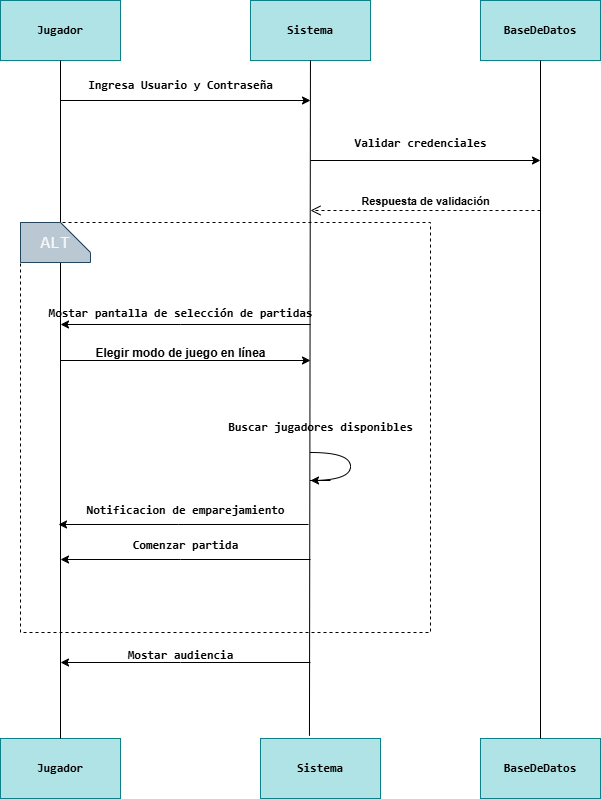 Jugador
Sistema
BaseDeDatos
Ingresa Usuario y Contraseña
Validar credenciales
Respuesta de validación
ALT
Mostar pantalla de selección de partidas
Elegir modo de juego en línea
Buscar jugadores disponibles
Notificacion de emparejamiento
Comenzar partida
Mostar audiencia
Jugador
Sistema
BaseDeDatos